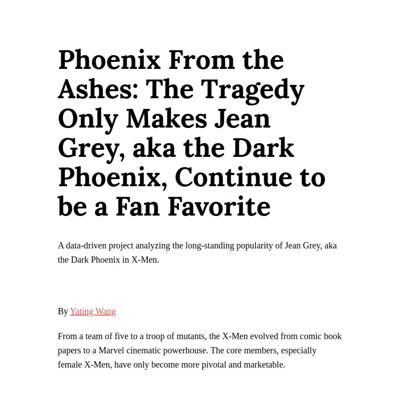 Phoenix From the
Ashes: The Tragedy
Only Makes Jean
Grey, aka the Dark
Phoenix, Continue to
be a Fan Favorite
A data-driven project analyzing the long-standing popularity of Jean Grey, aka
the Dark Phoenix in X-Men.
By Yating Wang
From a team of five to a troop of mutants, the X-Men evolved from comic book
papers to a Marvel cinematic powerhouse. The core members, especially
female X-Men, have only become more pivotal and marketable.